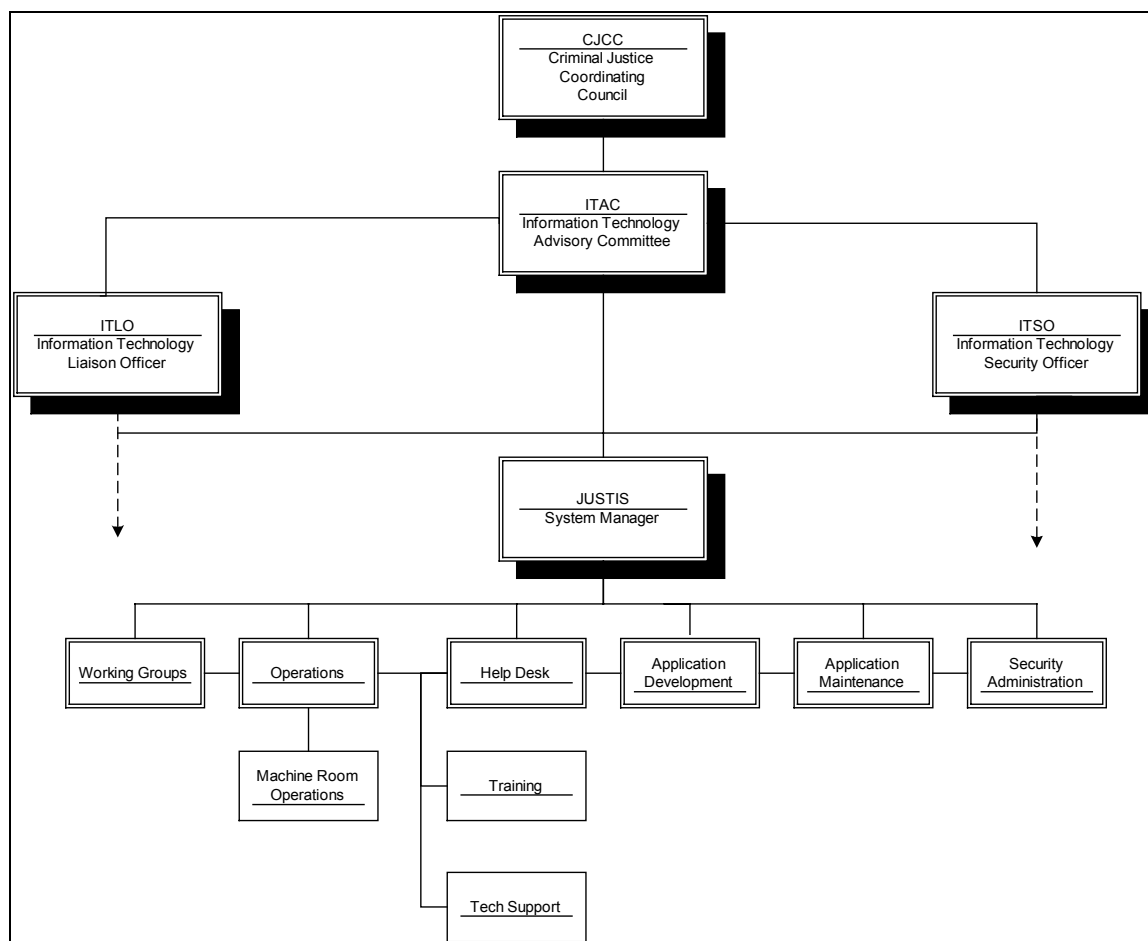 CJCC
Criminal Justice
Coordinating
Council
ITAC
Information Technology
Advisory Committee
ITLO
Information Technology
Liaison Officer
ITSO
Information Technology
Security Officer
JUSTIS
System Manager
Working Groups
Operations
Help Desk
Application
Development
Application
Maintenance
Security
Administration
Machine Room
Operations
Training
Tech Support